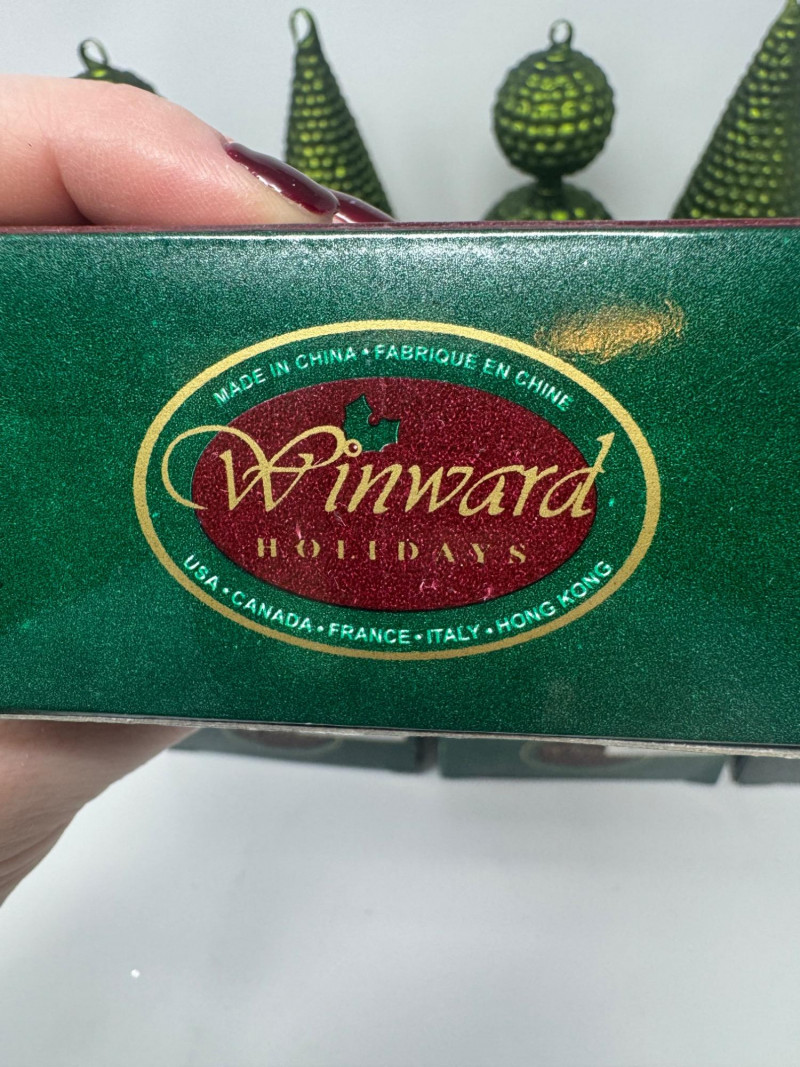 MADE IN CHINA • FABRIQUE EN CHINE
Winward
HOLIDAYS
USA • CANADA • FRANCE • ITALY • HONG KONG